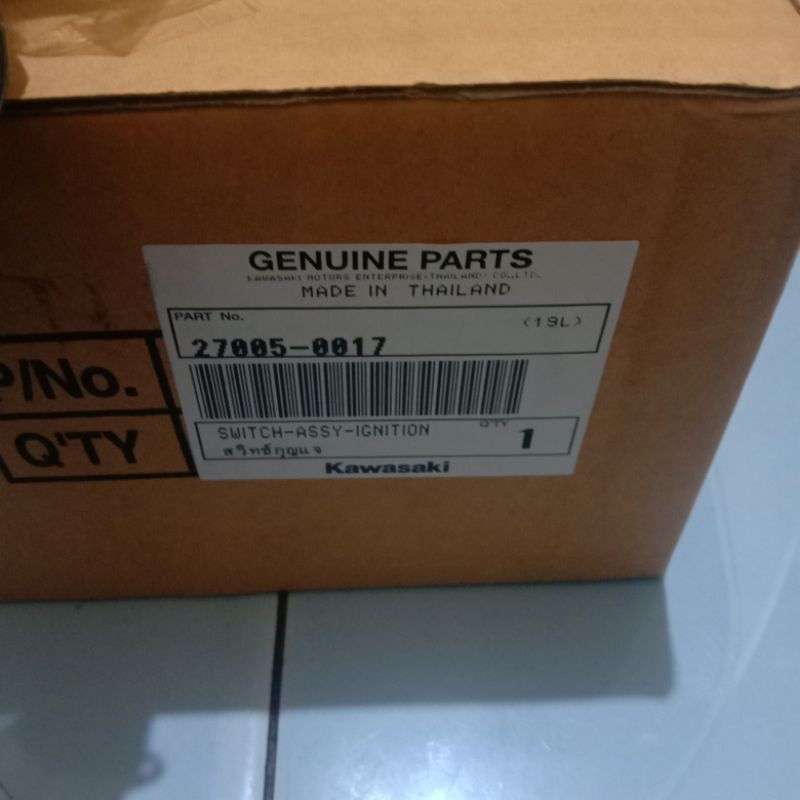 GENUINE PARTS
KAWASAKI MOTORS ENTERPRISE(THAILAND) CO.,LTD.
MADE IN THAILAND
PART No.
(19L)
27005-0017
SWITCH-ASSY-IGNITION
Q'TY
1
สวิทช์กุญแจ
Kawasaki
P/No.
Q'TY